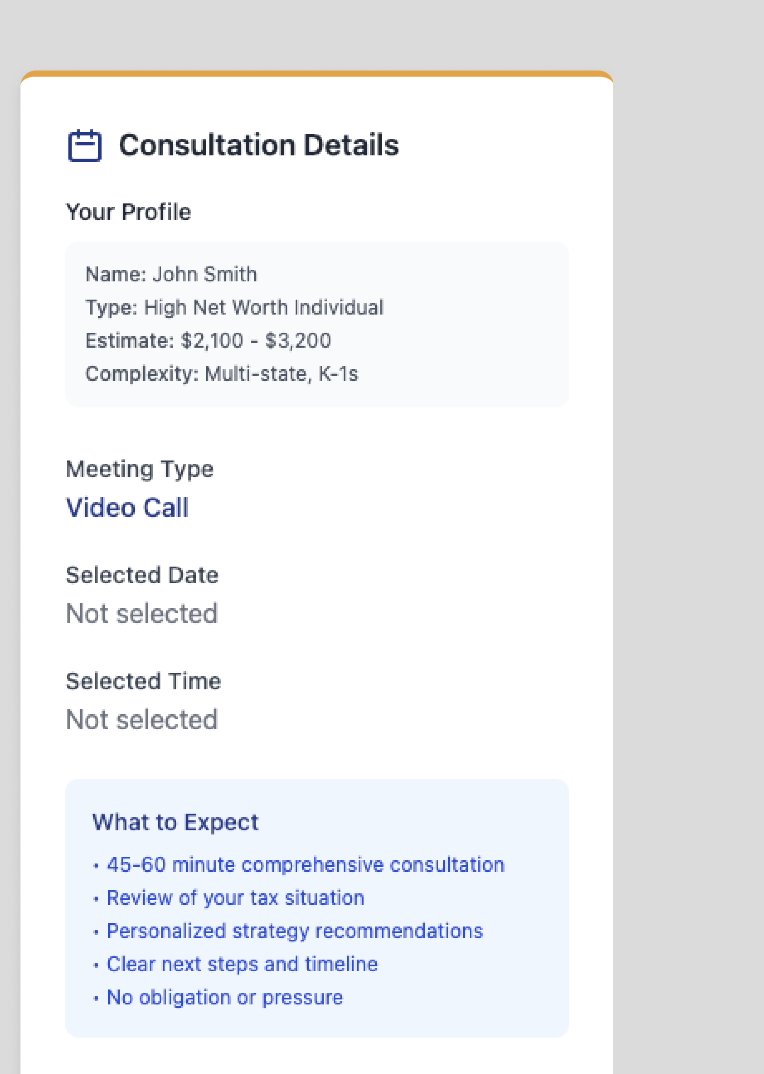 Consultation Details
Your Profile
Name: John Smith
Type: High Net Worth Individual
Estimate: $2,100 - $3,200
Complexity: Multi-state, K-1s
Meeting Type
Video Call
Selected Date
Not selected
Selected Time
Not selected
What to Expect
• 45-60 minute comprehensive consultation
• Review of your tax situation
• Personalized strategy recommendations
• Clear next steps and timeline
• No obligation or pressure